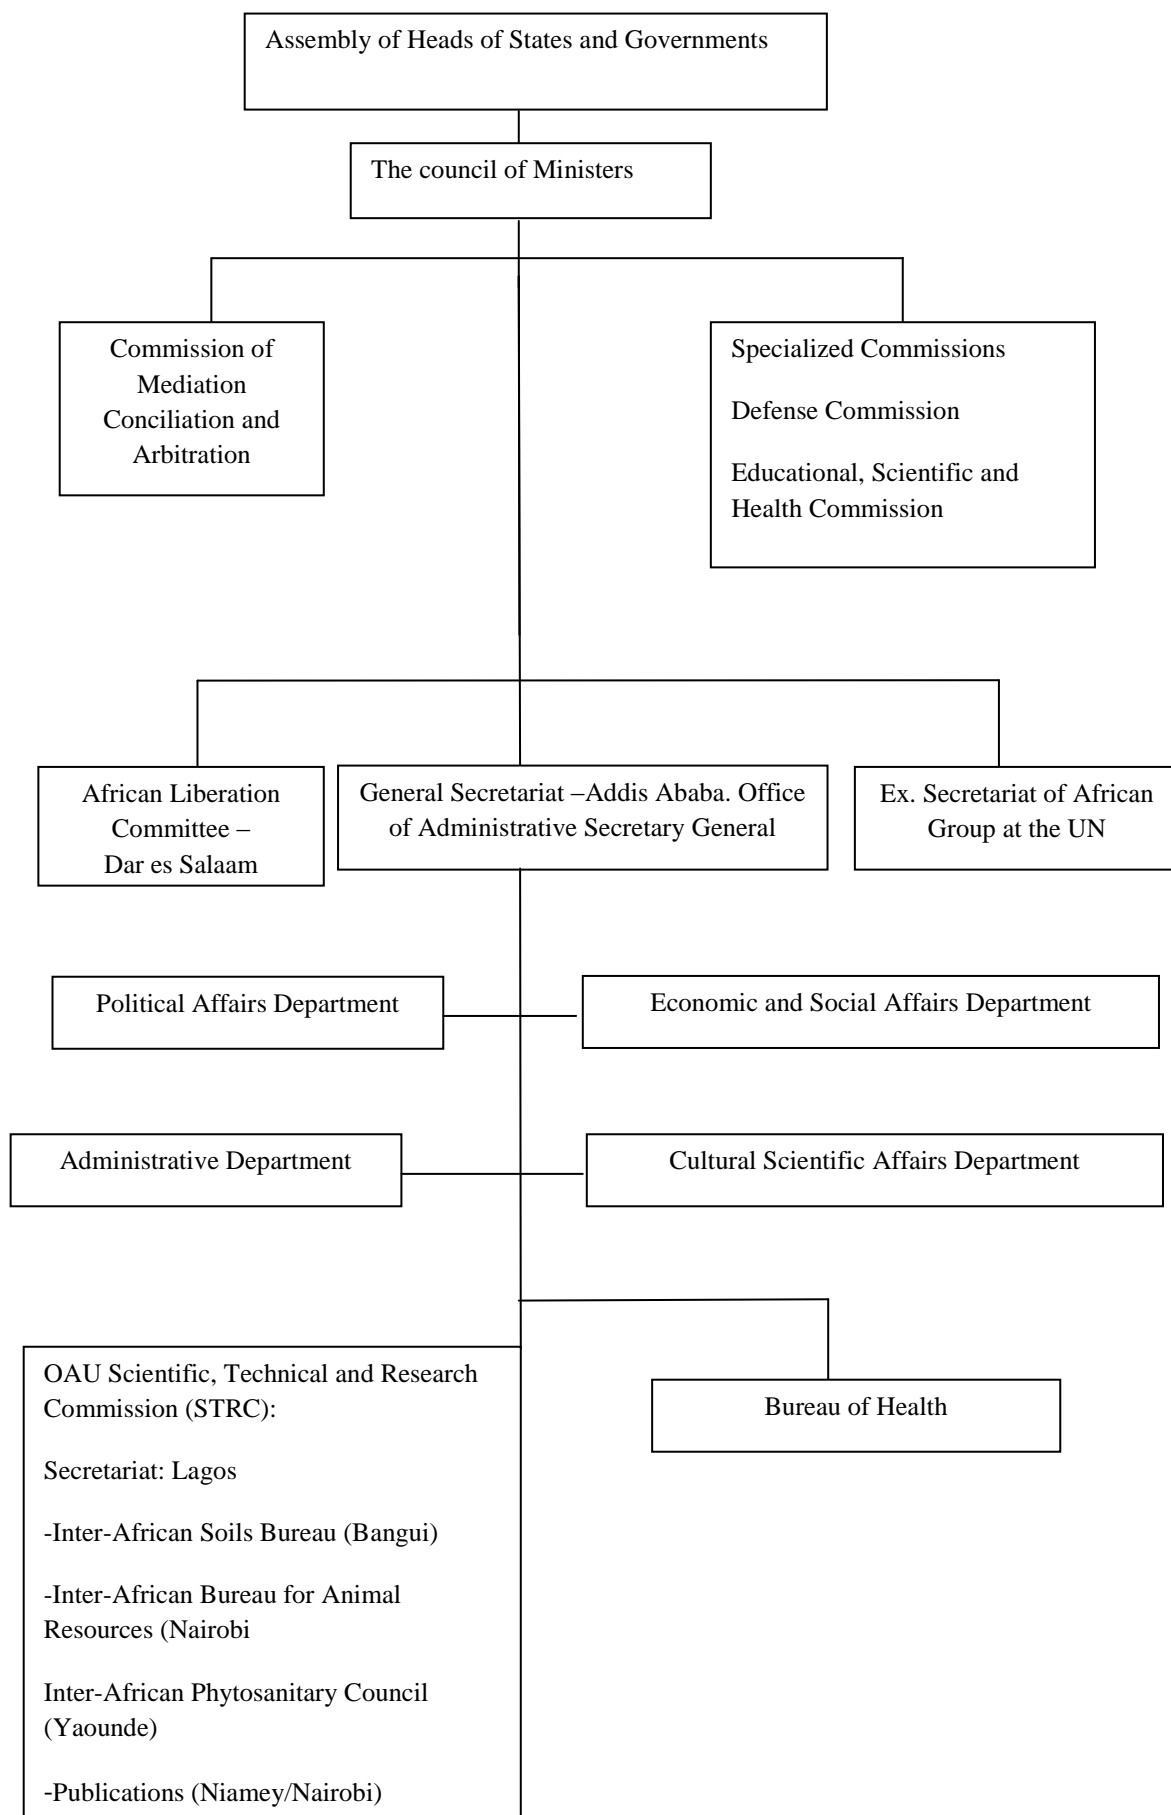 Assembly of Heads of States and Governments
The council of Ministers
Commission of
Mediation
Conciliation and
Arbitration
Specialized Commissions
Defense Commission
Educational, Scientific and
Health Commission
African Liberation
Committee –
Dar es Salaam
General Secretariat –Addis Ababa. Office
of Administrative Secretary General
Ex. Secretariat of African
Group at the UN
Political Affairs Department
Economic and Social Affairs Department
Administrative Department
Cultural Scientific Affairs Department
OAU Scientific, Technical and Research
Commission (STRC):
Secretariat: Lagos
-Inter-African Soils Bureau (Bangui)
-Inter-African Bureau for Animal
Resources (Nairobi
Inter-African Phytosanitary Council
(Yaounde)
-Publications (Niamey/Nairobi)
Bureau of Health